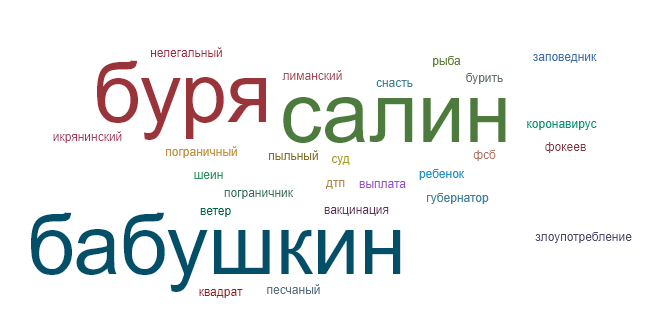 нелегальный
рыба
заповедник
буря
лиманский
снасть
бурить
салин
икрянинский
коронавирус
пограничный
пыльный
суд
фсб
фокеев
шеин
дтп
выплата
ребенок
пограничник
губернатор
ветер
вакцинация
бабушкин
злоупотребление
квадрат
песчаный